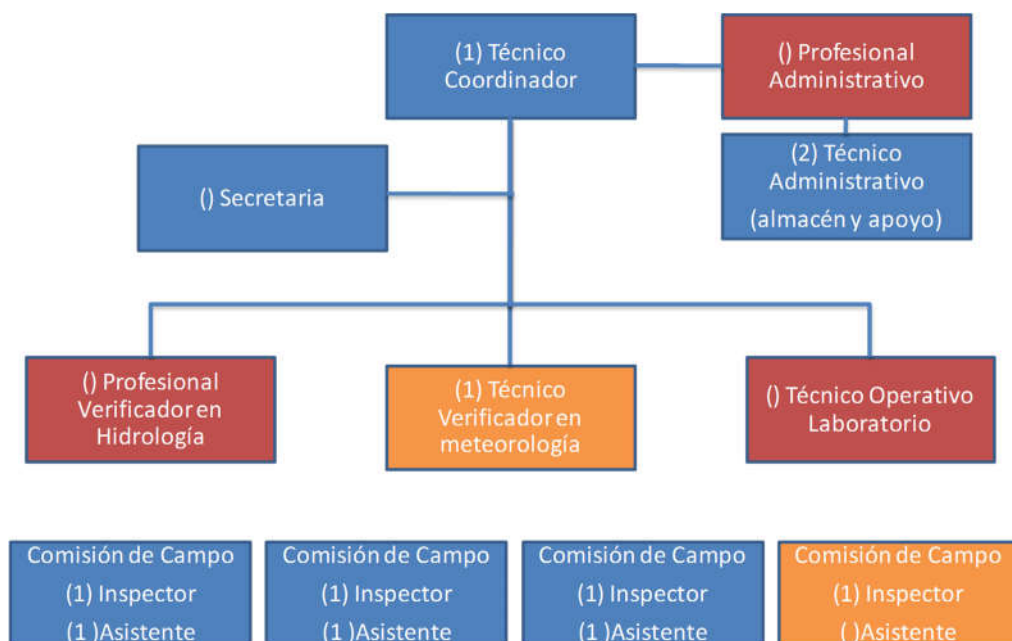 (1) Técnico
Coordinador
() Profesional
Administrativo
(2) Técnico
Administrativo
(almacén y apoyo)
() Secretaria
() Profesional
Verificador en
Hidrología
(1) Técnico
Verificador en
meteorología
() Técnico Operativo
Laboratorio
Comisión de Campo
(1) Inspector
(1 )Asistente
Comisión de Campo
(1) Inspector
(1 )Asistente
Comisión de Campo
(1) Inspector
(1 )Asistente
Comisión de Campo
(1) Inspector
( )Asistente